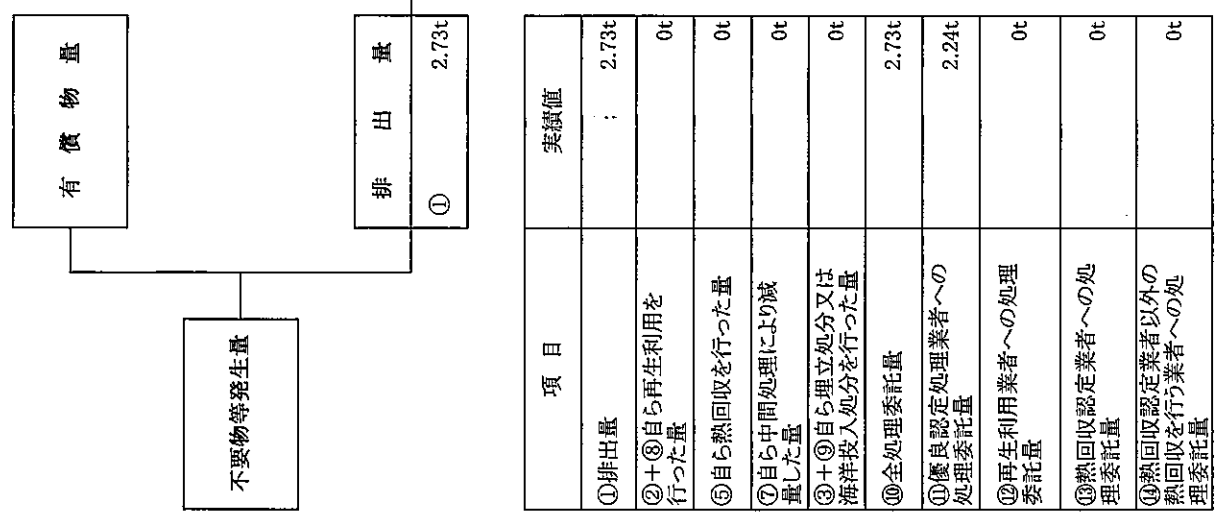 有償物量
不要物等発生量
排出量
① 2.73t
項目 実績値
①排出量 ; 2.73t
②+⑧自ら再生利用を
行った量 0t
⑤自ら熱回収を行った量 0t
⑦自ら中間処理により減
量した量 0t
③+⑨自ら埋立処分又は
海洋投入処分を行った量 0t
⑩全処理委託量 2.73t
⑪優良認定処理業者への
処理委託量 2.24t
⑫再生利用業者への処理
委託量 0t
⑬熱回収認定業者への処
理委託量 0t
⑭熱回収認定業者以外の
熱回収を行う業者への処
理委託量 0t